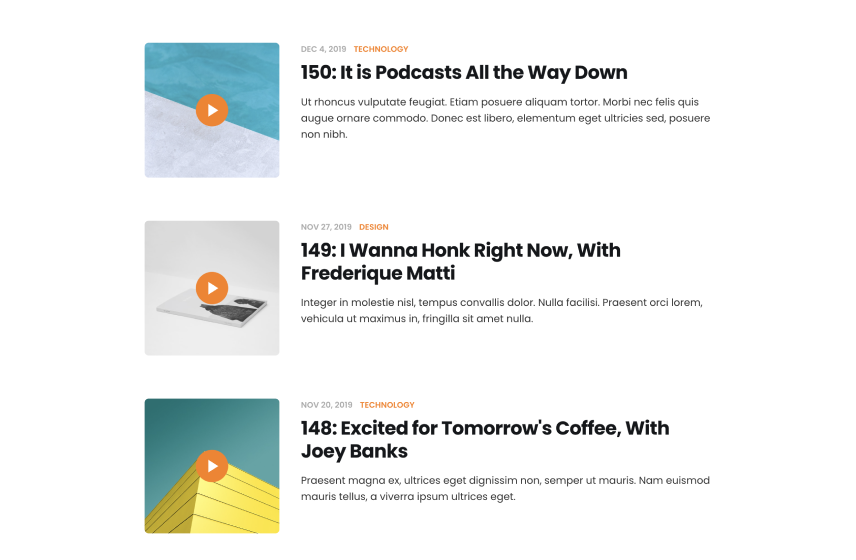 DEC 4, 2019 TECHNOLOGY
150: It is Podcasts All the Way Down
Ut rhoncus vulputate feugiat. Etiam posuere aliquam tortor. Morbi nec felis quis
augue ornare commodo. Donec est libero, elementum eget ultricies sed, posuere
non nibh.
NOV 27, 2019 DESIGN
149: I Wanna Honk Right Now, With
Frederique Matti
Integer in molestie nisl, tempus convallis dolor. Nulla facilisi. Praesent orci lorem,
vehicula ut maximus in, fringilla sit amet nulla.
NOV 20, 2019 TECHNOLOGY
148: Excited for Tomorrow's Coffee, With
Joey Banks
Praesent magna ex, ultrices eget dignissim non, semper ut mauris. Nam euismod
mauris tellus, a viverra ipsum ultrices eget.